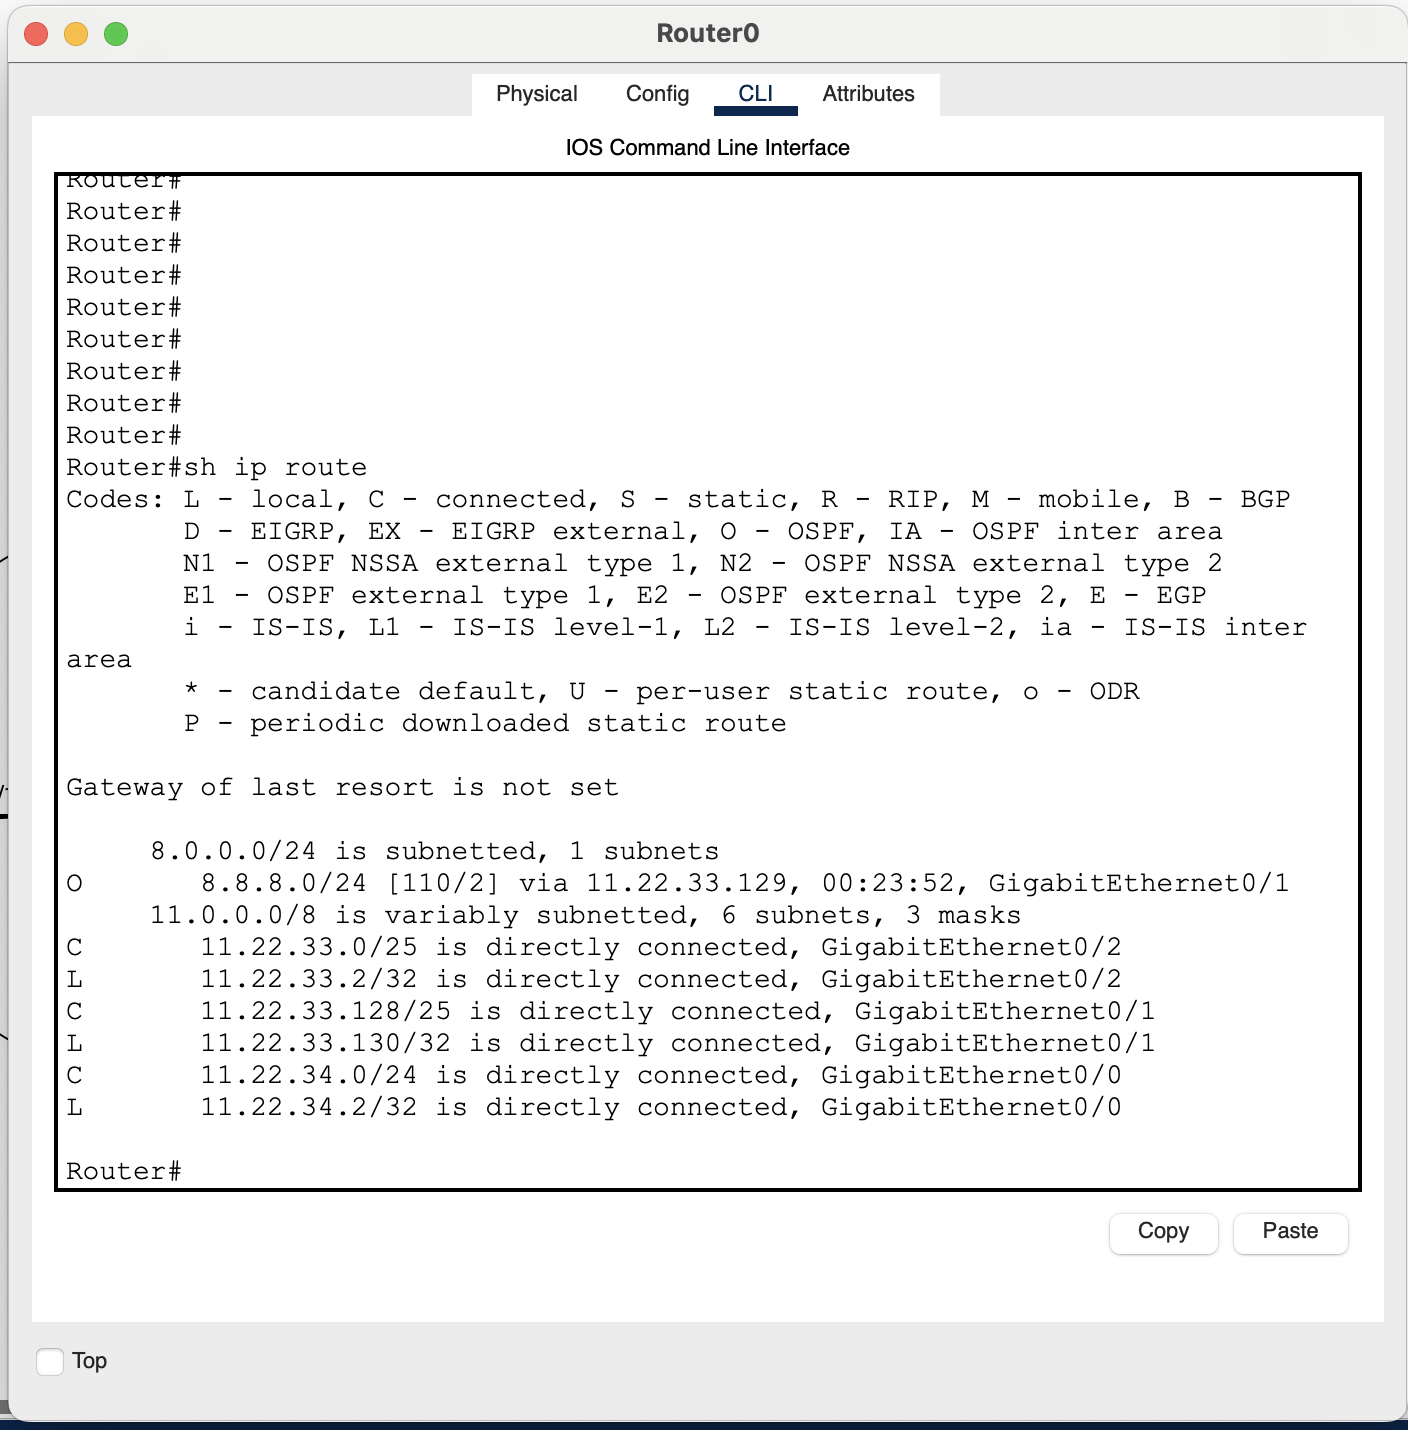 Router0
Physical Config CLI Attributes
IOS Command Line Interface
Router#
Router#
Router#
Router#
Router#
Router#
Router#
Router#
Router#
Router#sh ip route
Codes: L - local, C - connected, S - static, R - RIP, M - mobile, B - BGP
       D - EIGRP, EX - EIGRP external, O - OSPF, IA - OSPF inter area
       N1 - OSPF NSSA external type 1, N2 - OSPF NSSA external type 2
       E1 - OSPF external type 1, E2 - OSPF external type 2, E - EGP
       i - IS-IS, L1 - IS-IS level-1, L2 - IS-IS level-2, ia - IS-IS inter
area
       * - candidate default, U - per-user static route, o - ODR
       P - periodic downloaded static route
Gateway of last resort is not set
     8.0.0.0/24 is subnetted, 1 subnets
O       8.8.8.0/24 [110/2] via 11.22.33.129, 00:23:52, GigabitEthernet0/1
     11.0.0.0/8 is variably subnetted, 6 subnets, 3 masks
C       11.22.33.0/25 is directly connected, GigabitEthernet0/2
L       11.22.33.2/32 is directly connected, GigabitEthernet0/2
C       11.22.33.128/25 is directly connected, GigabitEthernet0/1
L       11.22.33.130/32 is directly connected, GigabitEthernet0/1
C       11.22.34.0/24 is directly connected, GigabitEthernet0/0
L       11.22.34.2/32 is directly connected, GigabitEthernet0/0
Router#
Copy Paste
Top